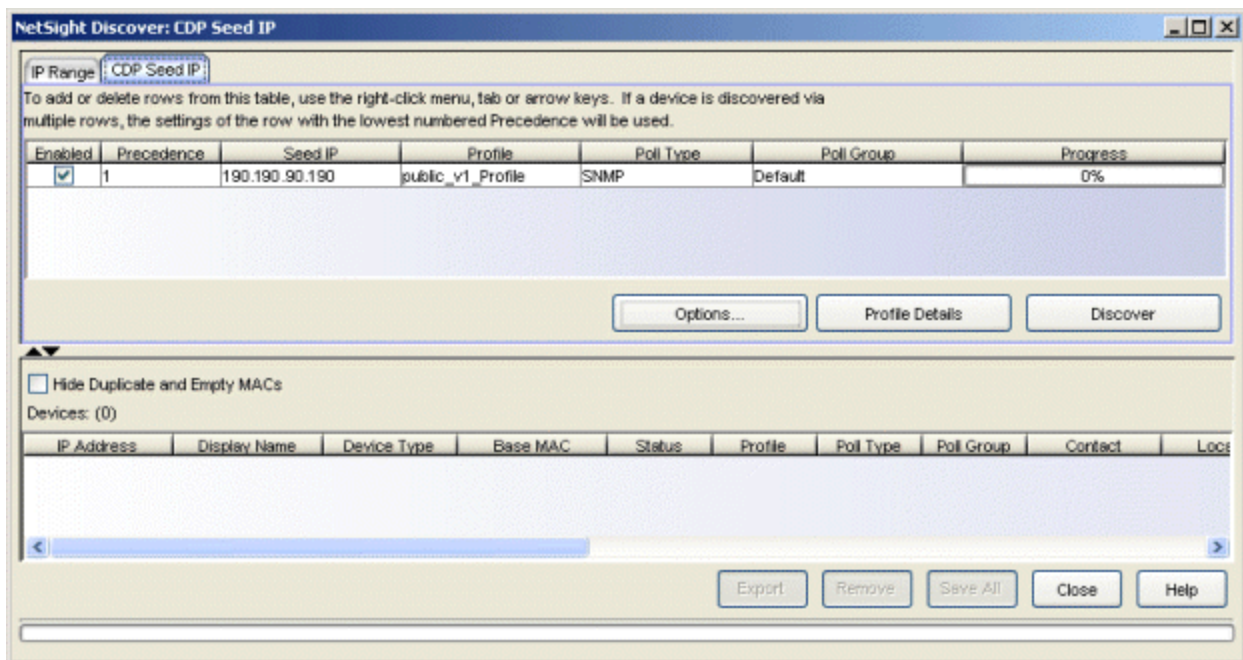 NetSight Discover: CDP Seed IP
IP Range CDP Seed IP
To add or delete rows from this table, use the right-click menu, tab or arrow keys. If a device is discovered via
multiple rows, the settings of the row with the lowest numbered Precedence will be used.
Enabled Precedence Seed IP Profile Poll Type Poll Group Progress
1 190.190.90.190 public_v1_Profile SNMP Default 0%
Options... Profile Details Discover
Hide Duplicate and Empty MACs
Devices: (0)
IP Address Display Name Device Type Base MAC Status Profile Poll Type Poll Group Contact Loca
Export Remove Save All Close Help